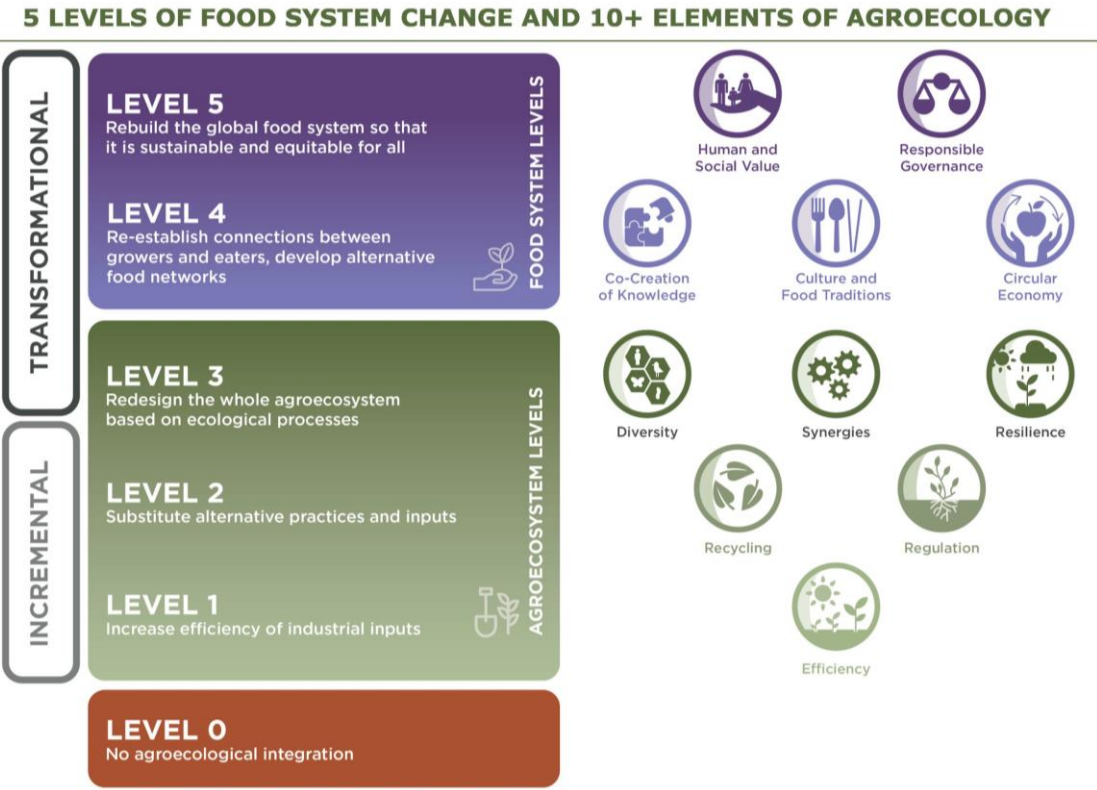 5 LEVELS OF FOOD SYSTEM CHANGE AND 10+ ELEMENTS OF AGROECOLOGY
TRANSFORMATIONAL
LEVEL 5
Rebuild the global food system so that
it is sustainable and equitable for all
LEVEL 4
Re-establish connections between
growers and eaters, develop alternative
food networks
FOOD SYSTEM LEVELS
Human and
Social Value
Responsible
Governance
Co-Creation
of Knowledge
Culture and
Food Traditions
Circular
Economy
LEVEL 3
Redesign the whole agroecosystem
based on ecological processes
INCREMENTAL
LEVEL 2
Substitute alternative practices and inputs
LEVEL 1
Increase efficiency of industrial inputs
AGROECOSYSTEM LEVELS
Diversity
Synergies
Resilience
Recycling
Regulation
Efficiency
LEVEL 0
No agroecological integration